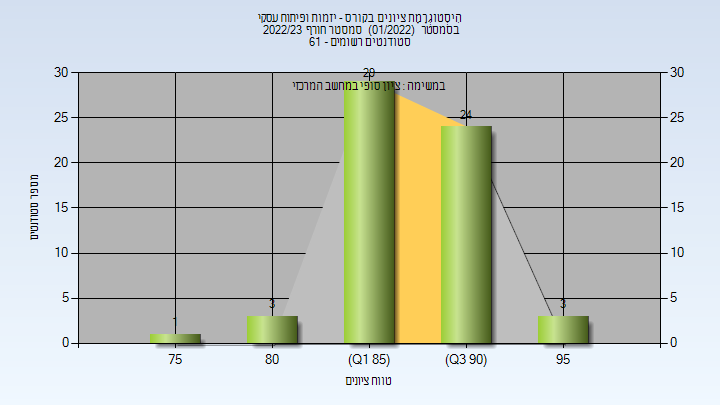 הִיסְטוֹגְרָמַת ציונים בקורס - יזמות ופיתוח עסקי
בסמסטר (01/2022) סמסטר חורף 2022/23
סטודנטים רשומים - 61
במשימה : ציון סופי במחשב המרכזי
30 30
25 25
20 20
15 15
10 10
5 5
0 0
מספר סטודנטים
1 3 29 24 3
75 80 (Q1 85) (Q3 90) 95
טווח ציונים